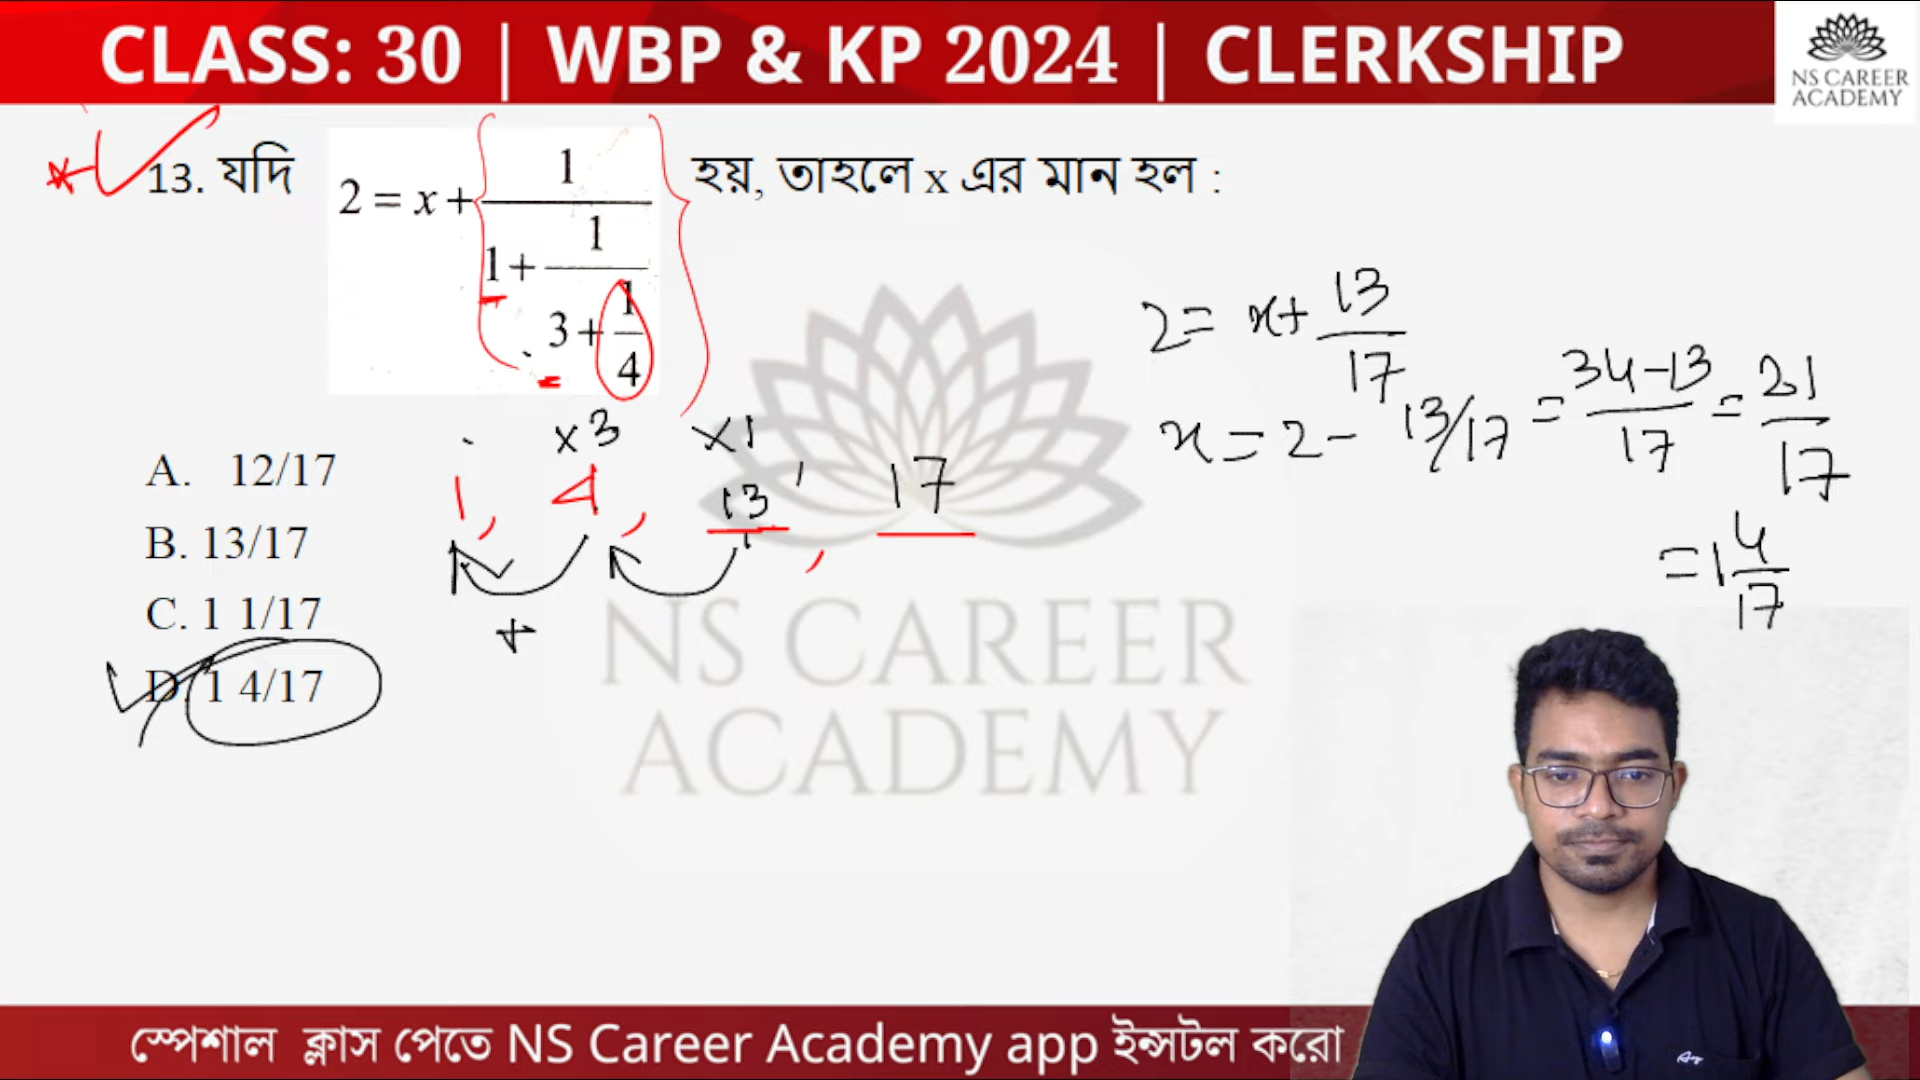 CLASS: 30 | WBP & KP 2024 | CLERKSHIP
NS CAREER
ACADEMY
13. যদি 2 = x + 1/(1 + 1/(3 + 1/4)) হয়, তাহলে x এর মান হল :
A. 12/17
B. 13/17
C. 1 1/17
D. 1 4/17
×3 ×1
1, 4, 13, 17
+
2 = x + 13/17
x = 2 - 13/17 = 34-13/17 = 21/17
= 1 4/17
NS CAREER
ACADEMY
স্পেশাল ক্লাস পেতে NS Career Academy app ইন্সটল করো